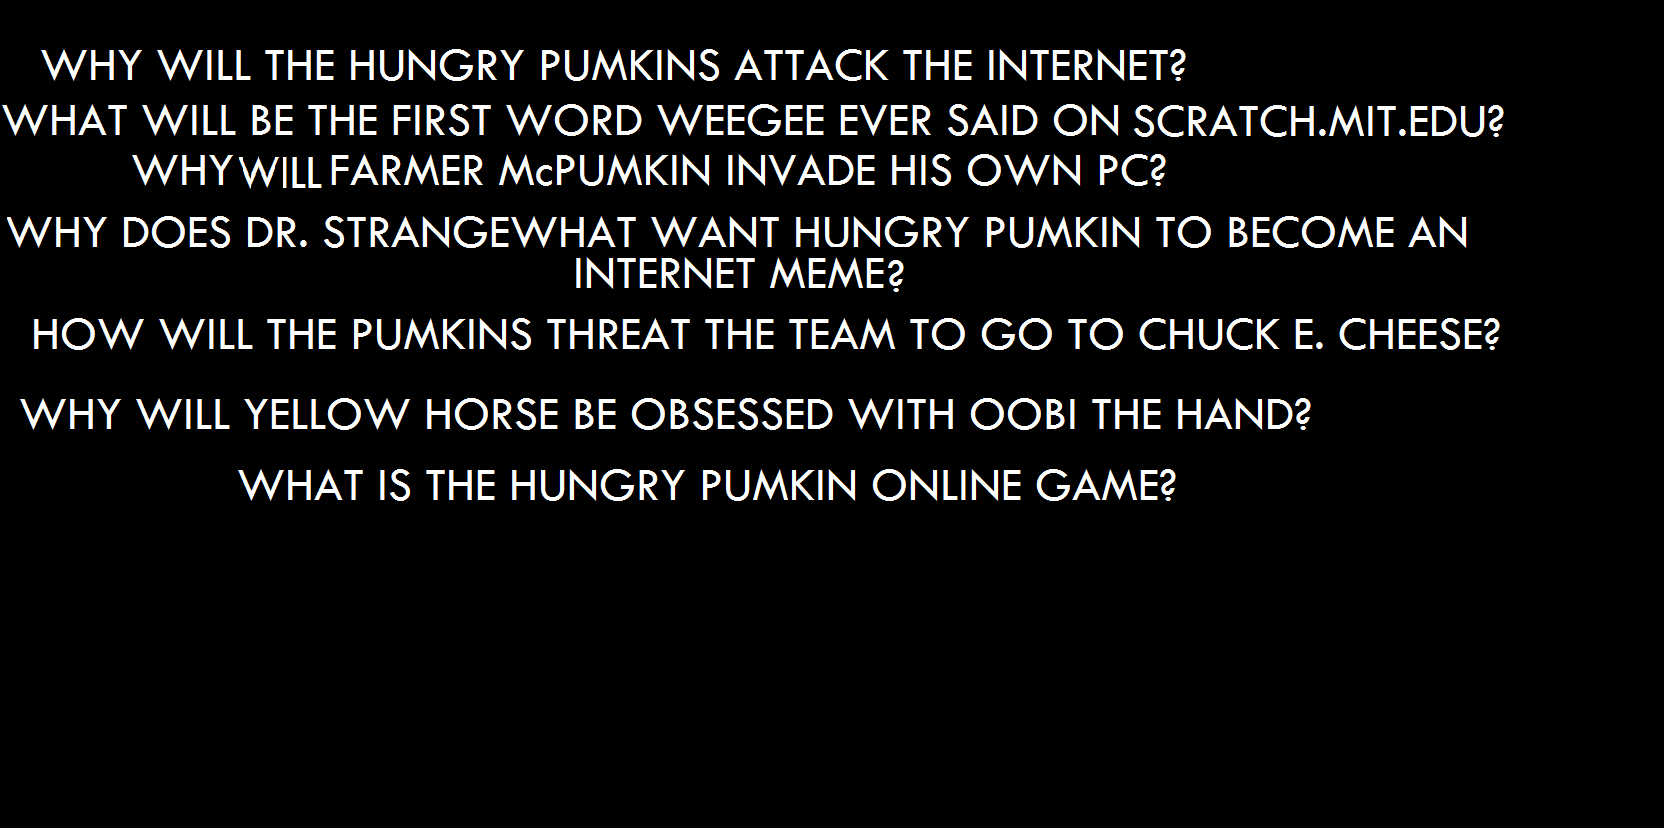 WHY WILL THE HUNGRY PUMKINS ATTACK THE INTERNET?
WHAT WILL BE THE FIRST WORD WEEGEE EVER SAID ON SCRATCH.MIT.EDU?
WHY WILL FARMER McPUMKIN INVADE HIS OWN PC?
WHY DOES DR. STRANGEWHAT WANT HUNGRY PUMKIN TO BECOME AN
INTERNET MEME?
HOW WILL THE PUMKINS THREAT THE TEAM TO GO TO CHUCK E. CHEESE?
WHY WILL YELLOW HORSE BE OBSESSED WITH OOBI THE HAND?
WHAT IS THE HUNGRY PUMKIN ONLINE GAME?